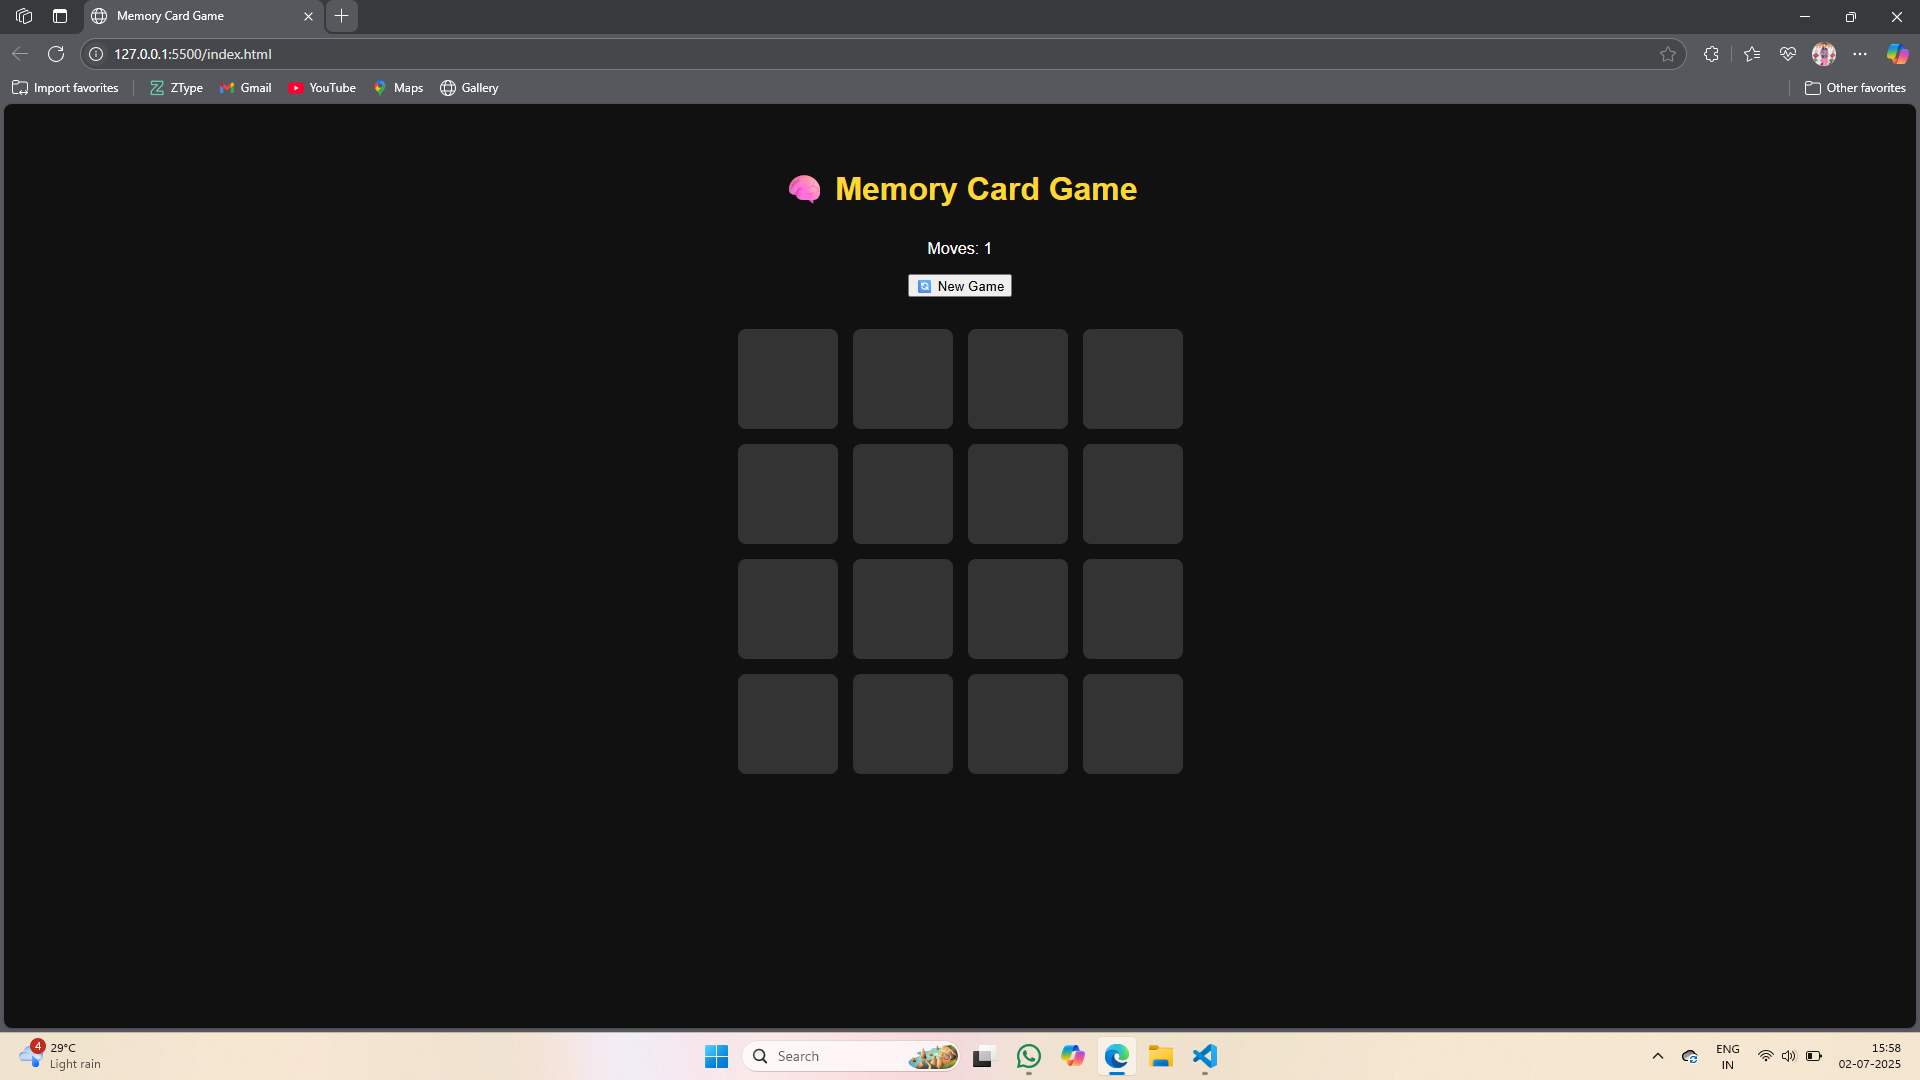 Memory Card Game
127.0.0.1:5500/index.html
Import favorites
ZType
Gmail
YouTube
Maps
Gallery
Other favorites
🧠 Memory Card Game
Moves: 1
🔄 New Game
4
29°C
Light rain
Search
ENG
IN
15:58
02-07-2025